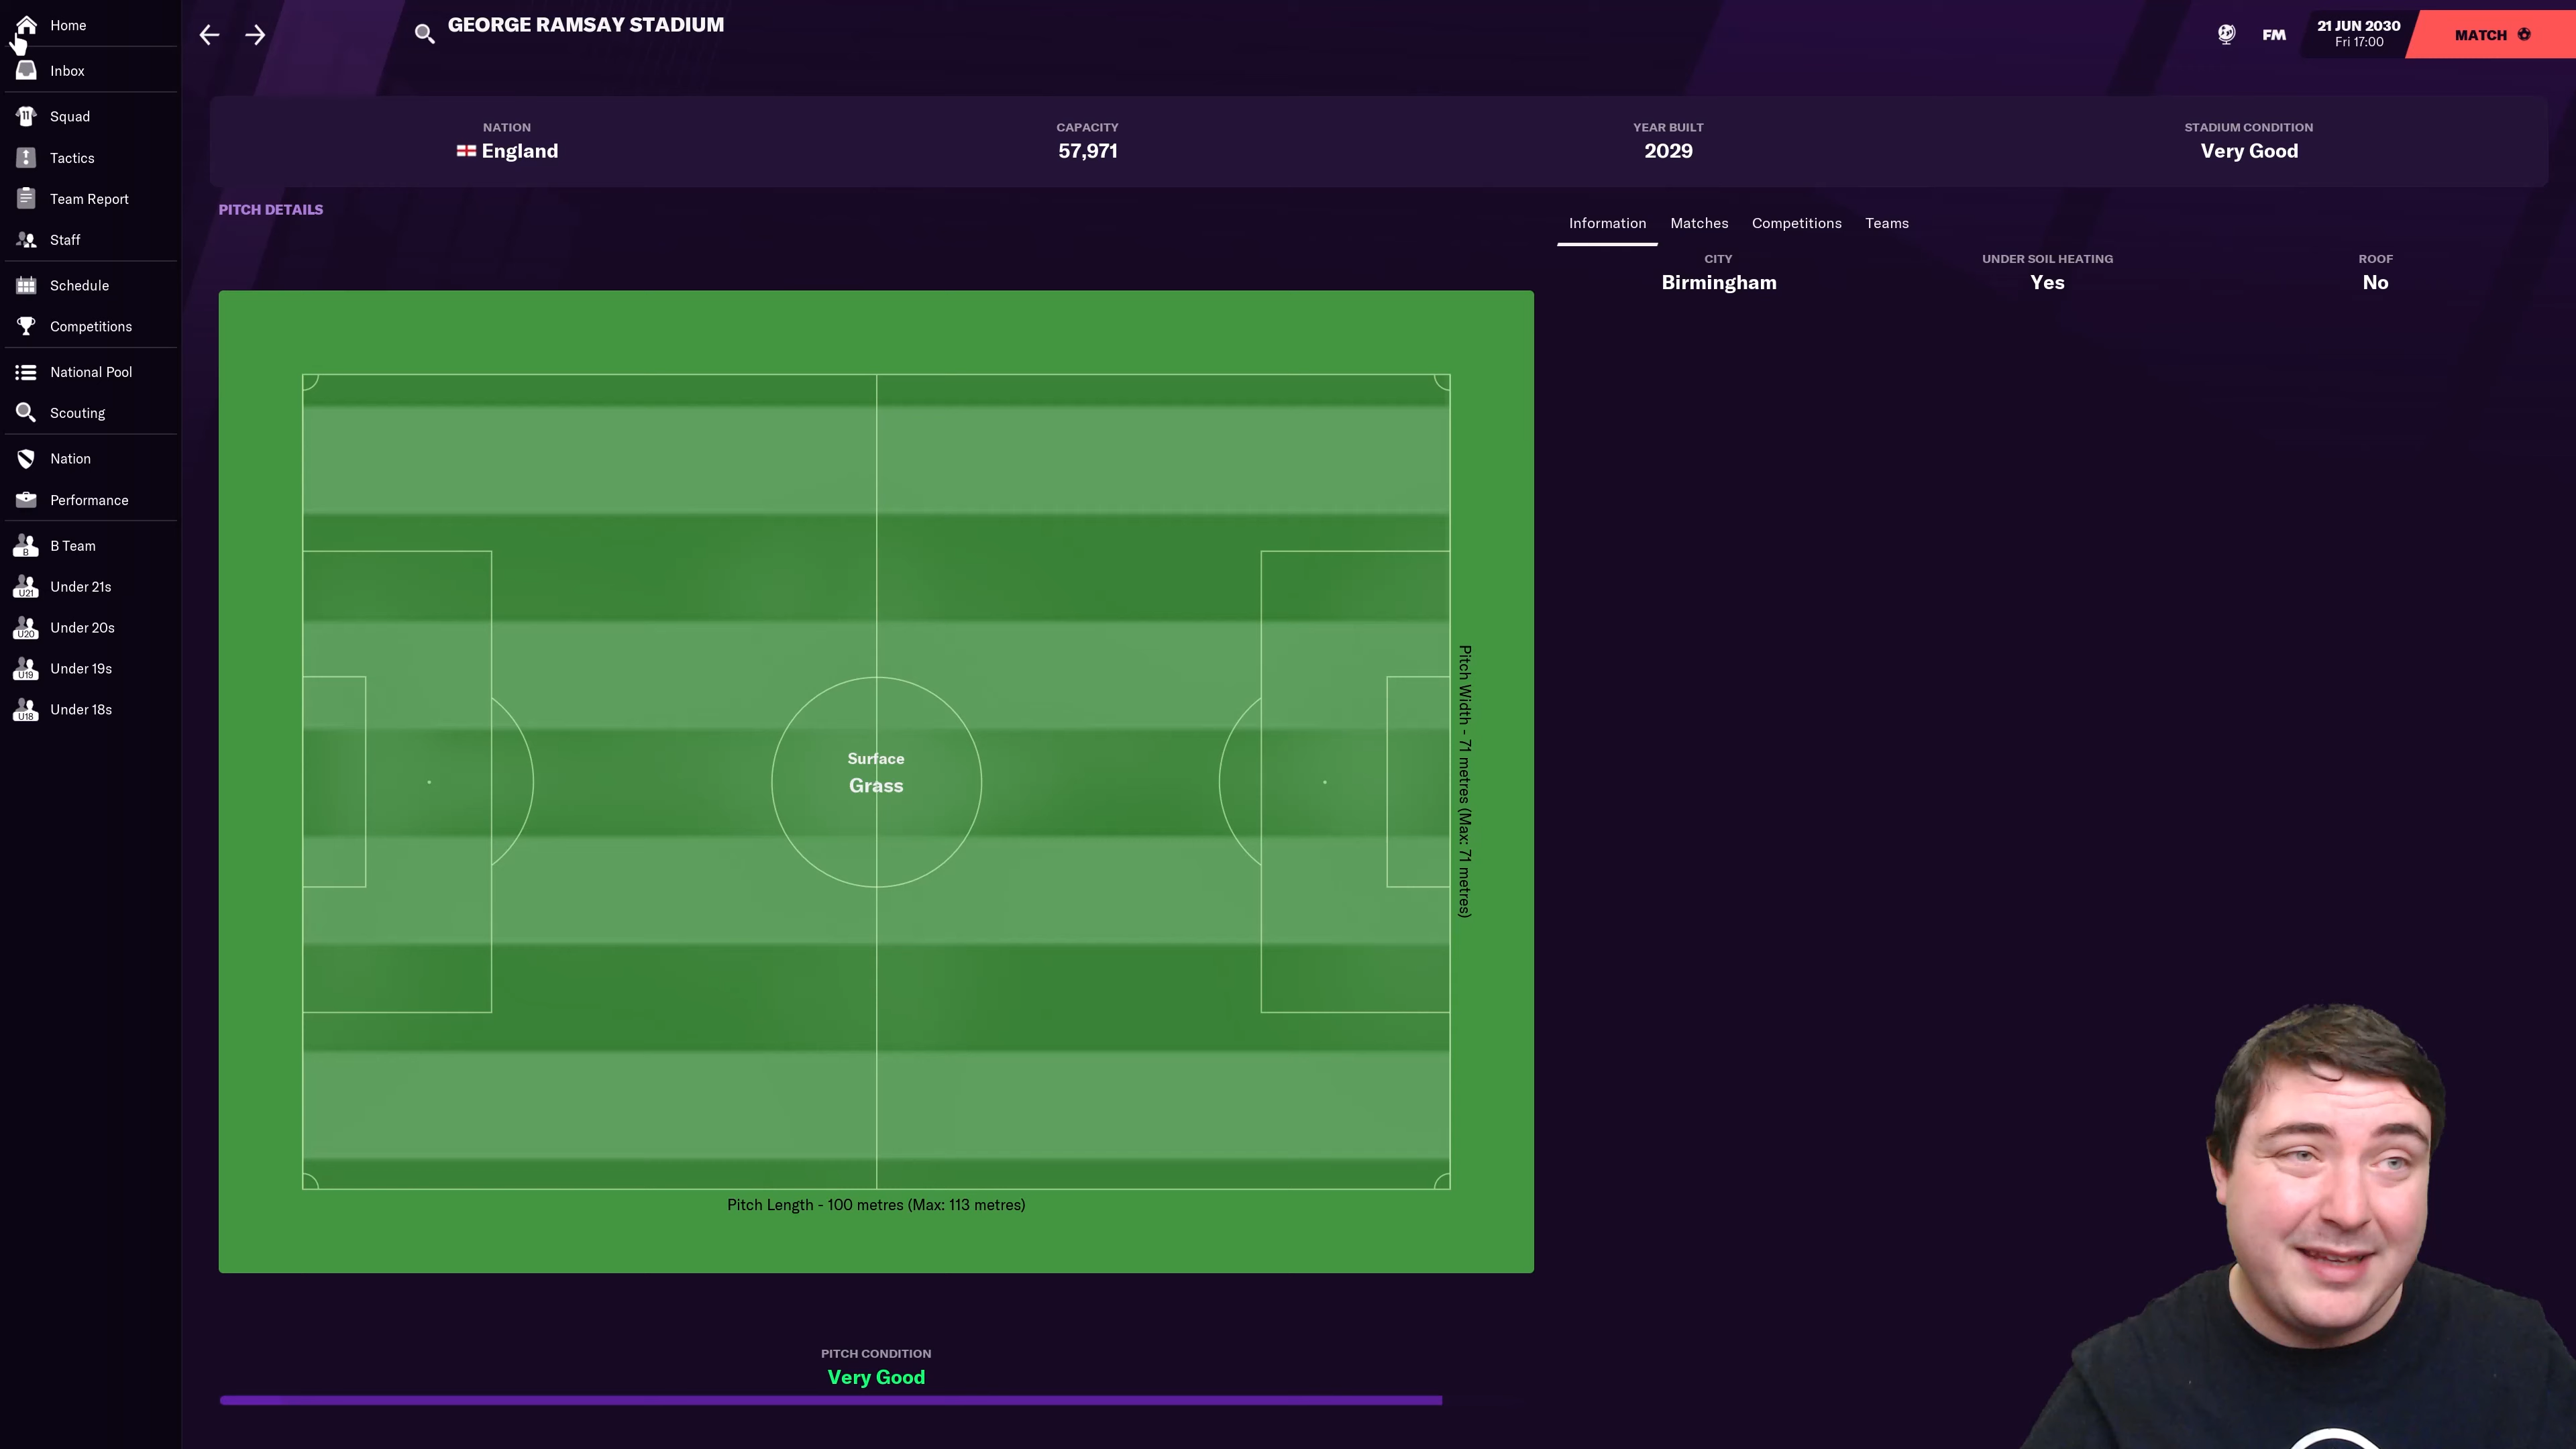 Home
Inbox
Squad
Tactics
Team Report
Staff
Schedule
Competitions
National Pool
Scouting
Nation
Performance
B
B Team
U21
Under 21s
U20
Under 20s
U19
Under 19s
U18
Under 18s
GEORGE RAMSAY STADIUM
FM
21 JUN 2030
Fri 17:00
MATCH
NATION
England
CAPACITY
57,971
YEAR BUILT
2029
STADIUM CONDITION
Very Good
PITCH DETAILS
Surface
Grass
Pitch Width - 71 metres (Max: 71 metres)
Pitch Length - 100 metres (Max: 113 metres)
PITCH CONDITION
Very Good
Information Matches Competitions Teams
CITY
Birmingham
UNDER SOIL HEATING
Yes
ROOF
No